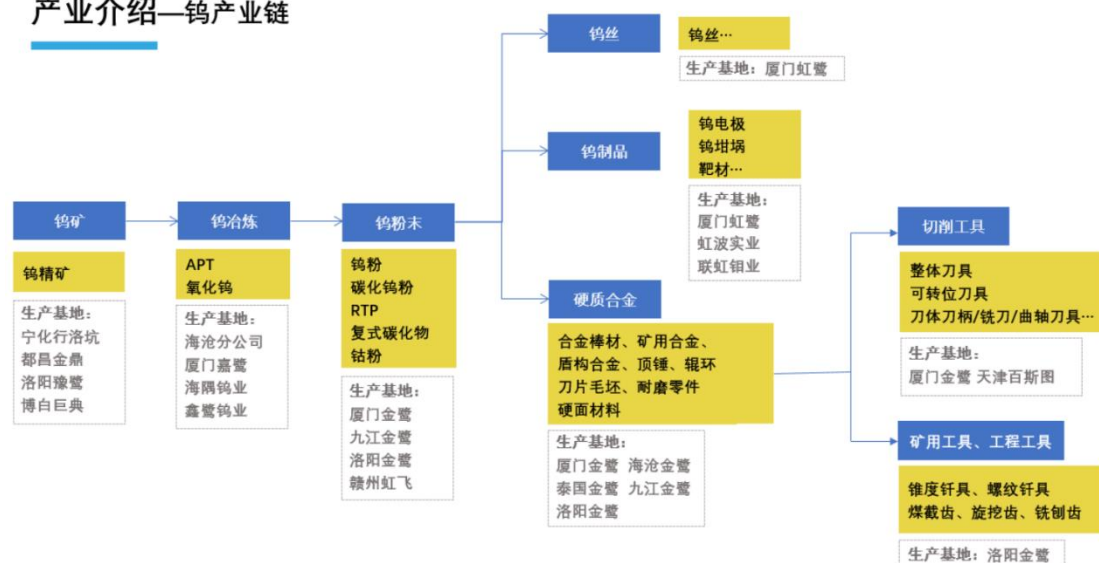 产业介绍—钨产业链
钨丝
钨丝…
生产基地：厦门虹鹭
钨制品
钨电极
钨坩埚
靶材…
生产基地：
厦门虹鹭
虹波实业
联虹钼业
钨矿
钨精矿
生产基地：
宁化行洛坑
都昌金鼎
洛阳豫鹭
博白巨典
钨冶炼
APT
氧化钨
生产基地：
海沧分公司
厦门嘉鹭
海隅钨业
鑫鹭钨业
钨粉末
钨粉
碳化钨粉
RTP
复式碳化物
钴粉
生产基地：
厦门金鹭
九江金鹭
洛阳金鹭
赣州虹飞
硬质合金
合金棒材、矿用合金、
盾构合金、顶锤、辊环
刀片毛坯、耐磨零件
硬面材料
生产基地：
厦门金鹭 海沧金鹭
泰国金鹭 九江金鹭
洛阳金鹭
切削工具
整体刀具
可转位刀具
刀体刀柄/铣刀/曲轴刀具…
生产基地：
厦门金鹭 天津百斯图
矿用工具、工程工具
锥度钎具、螺纹钎具
煤截齿、旋挖齿、铣刨齿
生产基地：洛阳金鹭